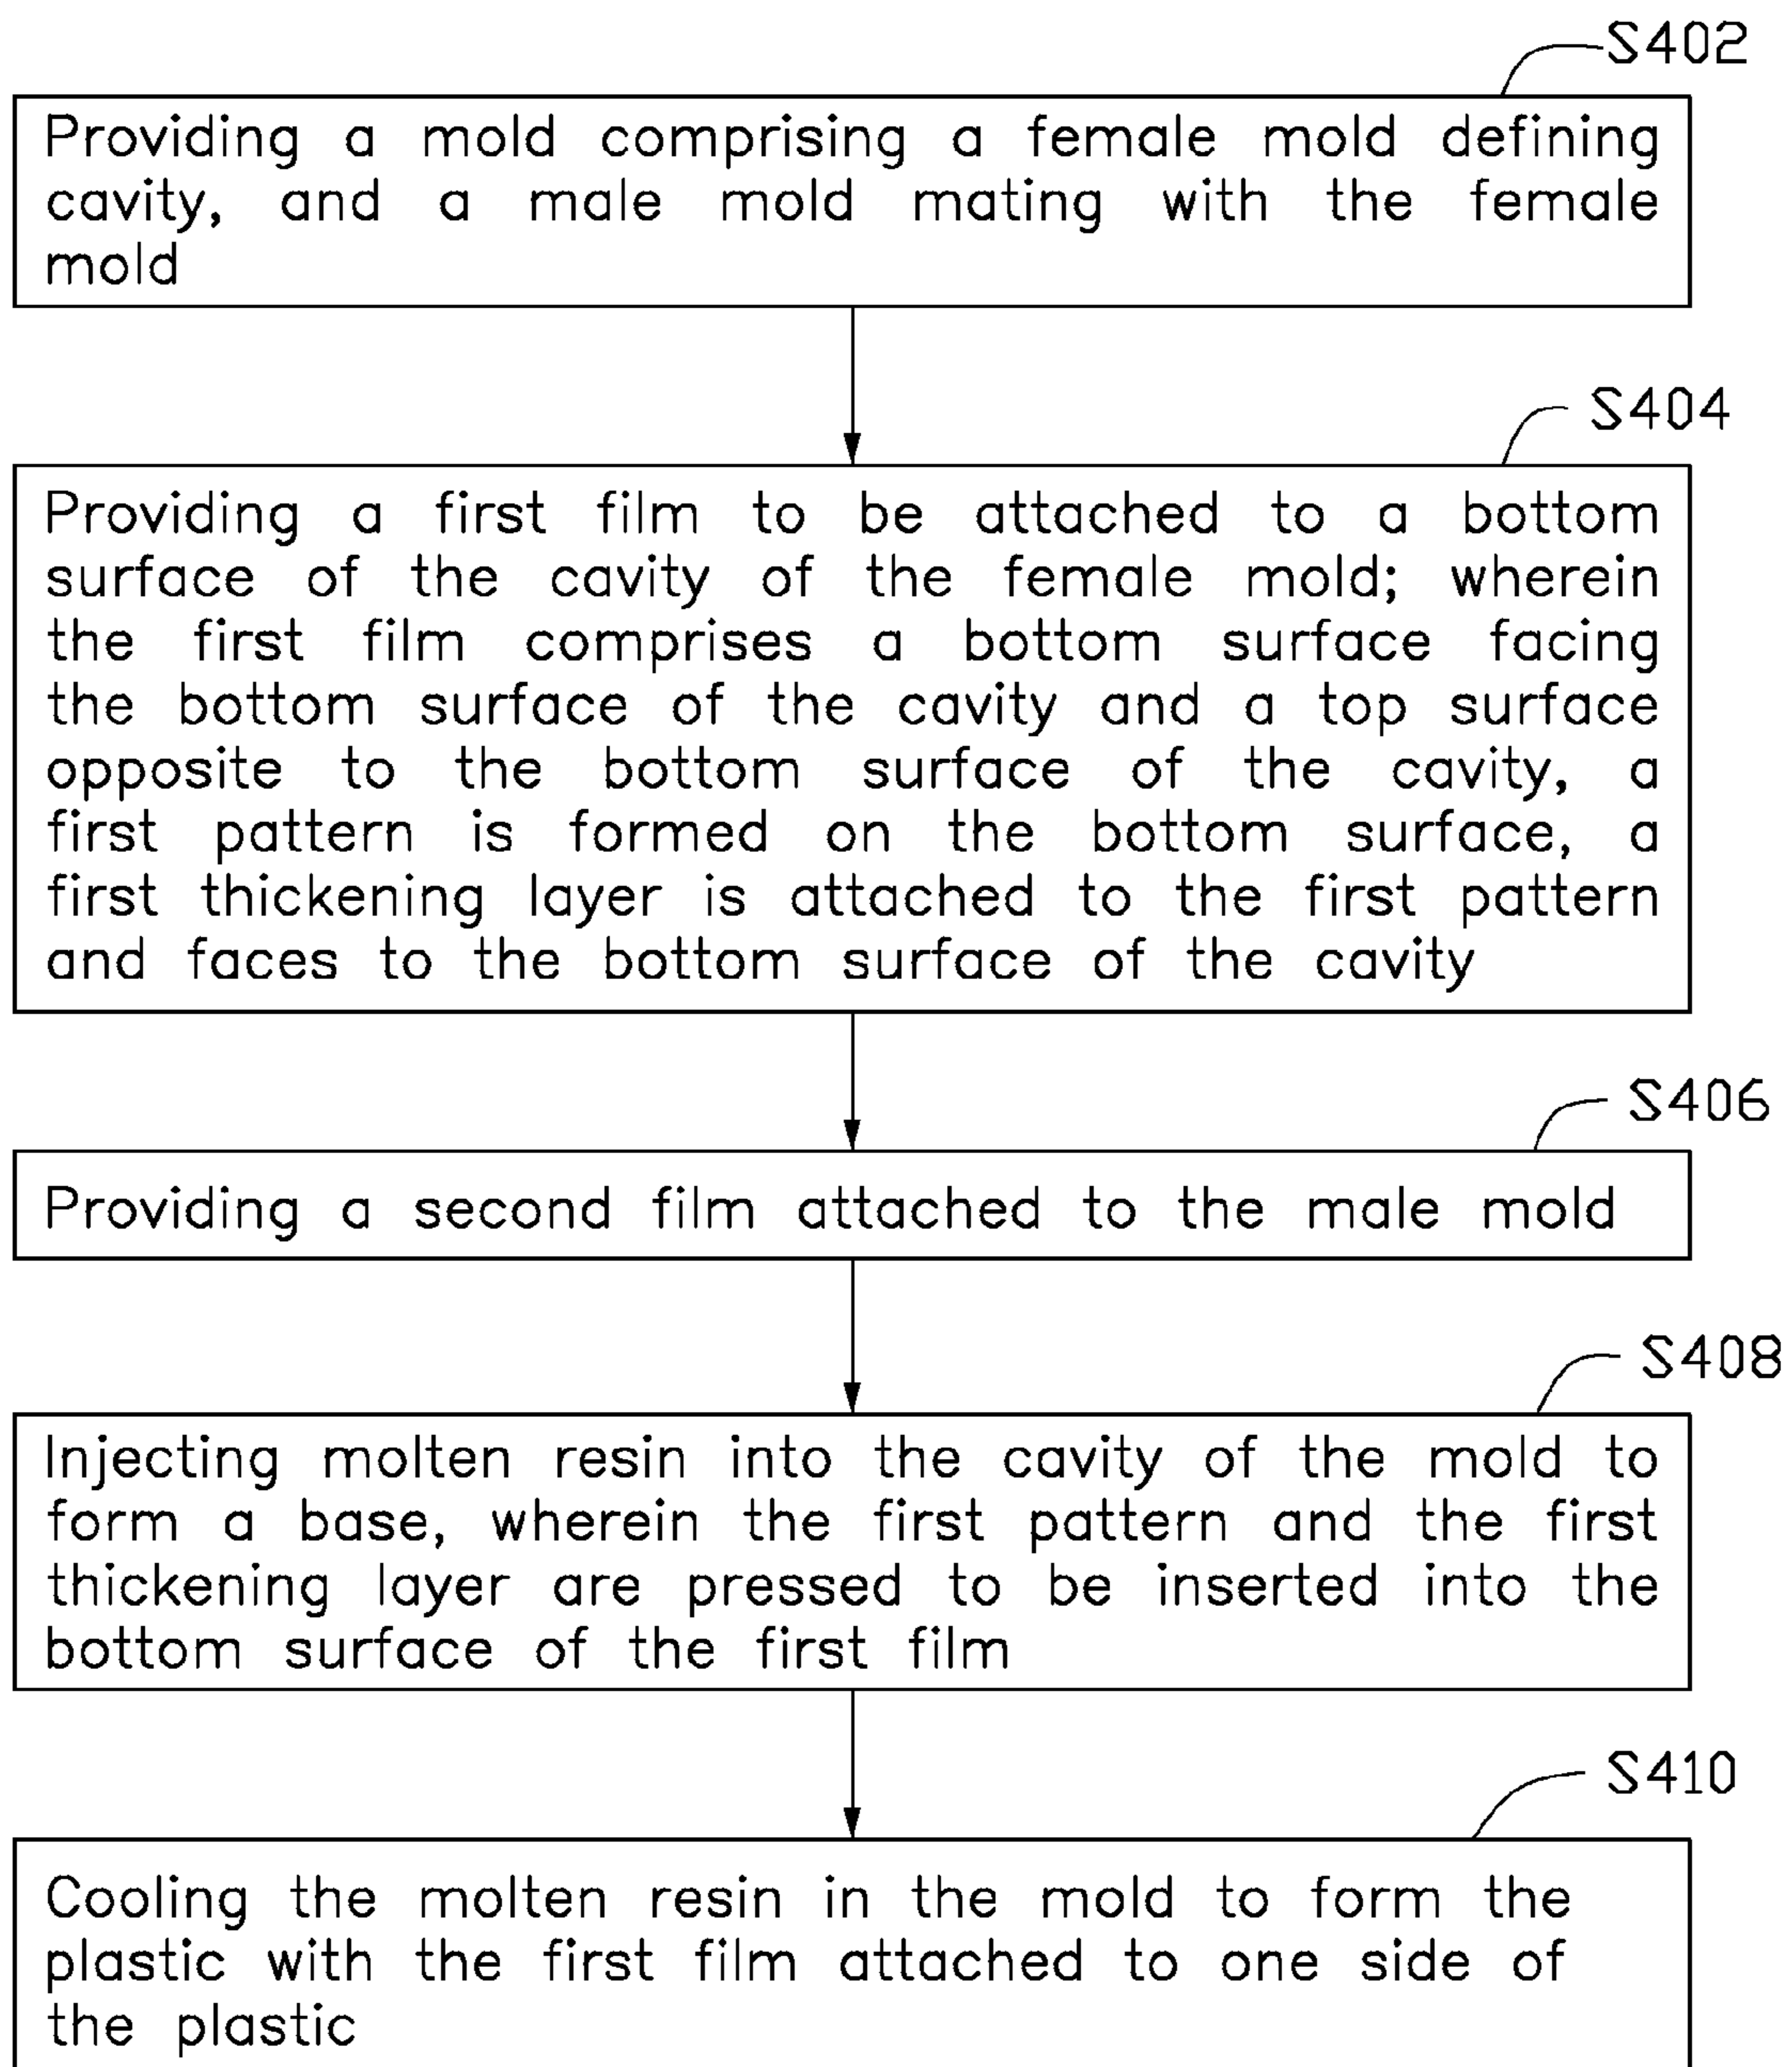 S402
Providing a mold comprising a female mold defining
cavity, and a male mold mating with the female
mold
S404
Providing a first film to be attached to a bottom
surface of the cavity of the female mold; wherein
the first film comprises a bottom surface facing
the bottom surface of the cavity and a top surface
opposite to the bottom surface of the cavity, a
first pattern is formed on the bottom surface, a
first thickening layer is attached to the first pattern
and faces to the bottom surface of the cavity
S406
Providing a second film attached to the male mold
S408
Injecting molten resin into the cavity of the mold to
form a base, wherein the first pattern and the first
thickening layer are pressed to be inserted into the
bottom surface of the first film
S410
Cooling the molten resin in the mold to form the
plastic with the first film attached to one side of
the plastic